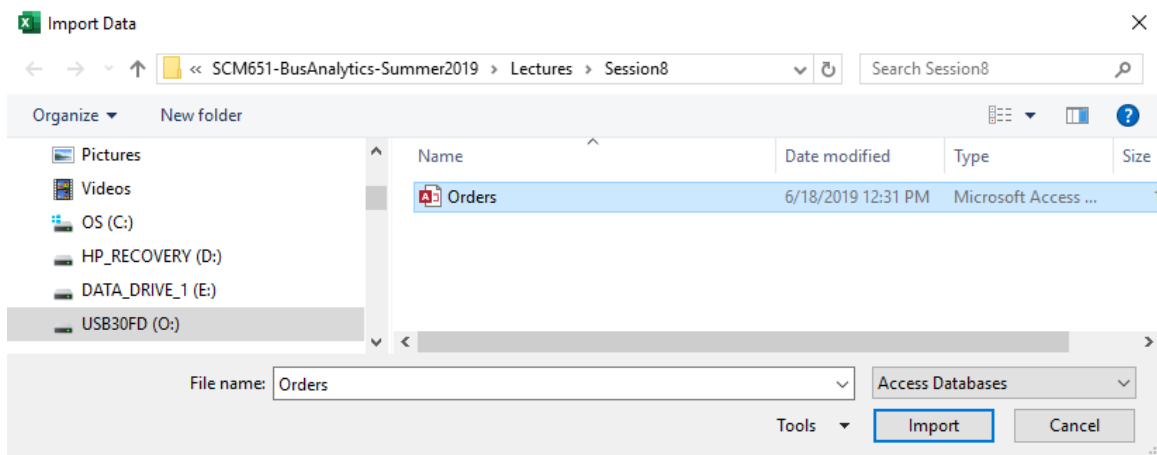 Import Data
« SCM651-BusAnalytics-Summer2019 > Lectures > Session8
Search Session8
Organize
New folder
?
Name
Date modified
Type
Size
Pictures
Videos
OS (C:)
HP_RECOVERY (D:)
DATA_DRIVE_1 (E:)
USB30FD (O:)
Orders
6/18/2019 12:31 PM
Microsoft Access ...
File name:
Orders
Access Databases
Tools
Import
Cancel